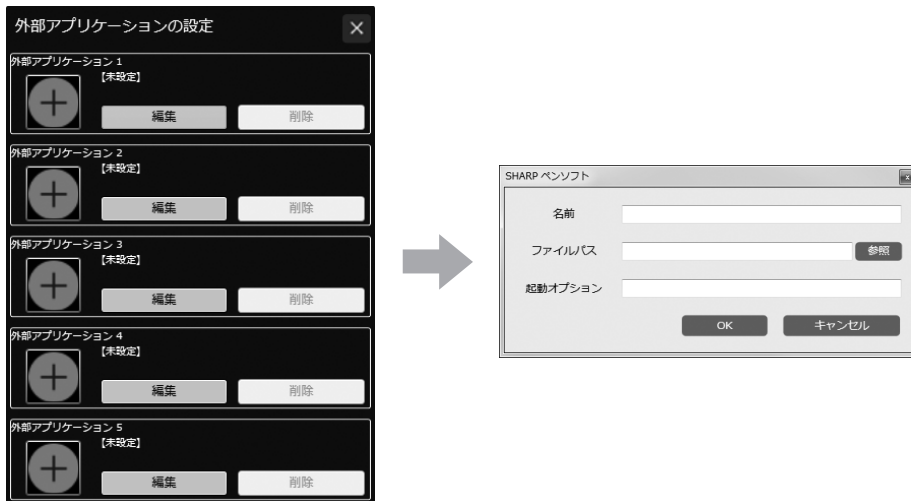 外部アプリケーションの設定
外部アプリケーション 1
【未設定】
編集
削除
外部アプリケーション 2
【未設定】
編集
削除
外部アプリケーション 3
【未設定】
編集
削除
外部アプリケーション 4
【未設定】
編集
削除
外部アプリケーション 5
【未設定】
編集
削除
SHARP ペンソフト
名前
ファイルパス
参照
起動オプション
OK
キャンセル